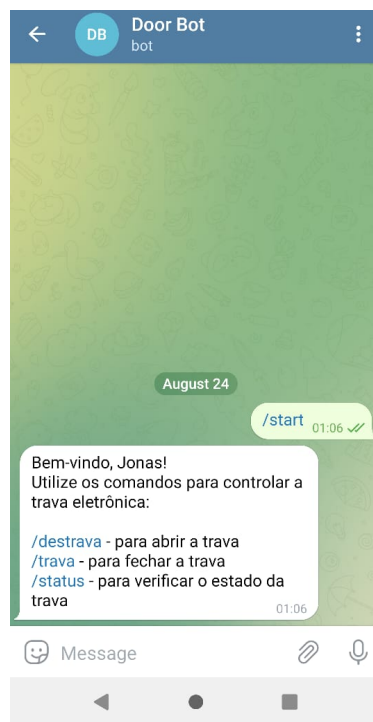 DB
Door Bot
bot
August 24
/start
01:06
Bem-vindo, Jonas!
Utilize os comandos para controlar a
trava eletrônica:
/destrava - para abrir a trava
/trava - para fechar a trava
/status - para verificar o estado da
trava
01:06
Message